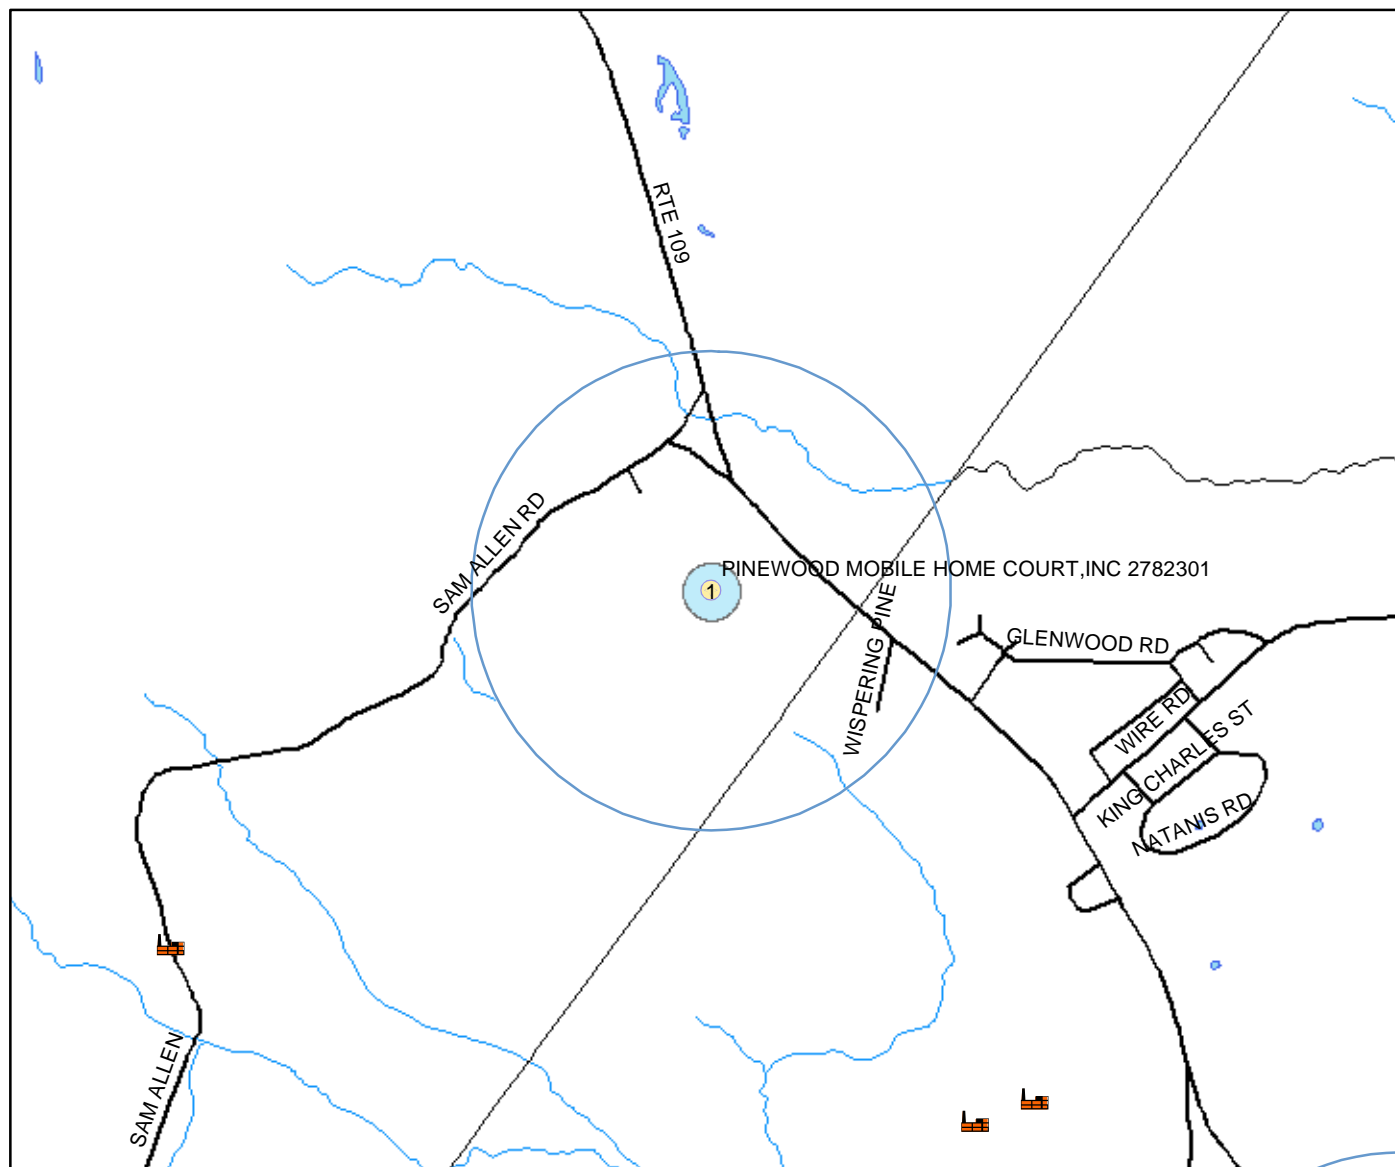 RTE 109
SAM ALLEN RD
PINEWOOD MOBILE HOME COURT,INC 2782301
1
WISPERING PINE
GLENWOOD RD
WIRE RD
KING CHARLES ST
NATANIS RD
SAM ALLEN